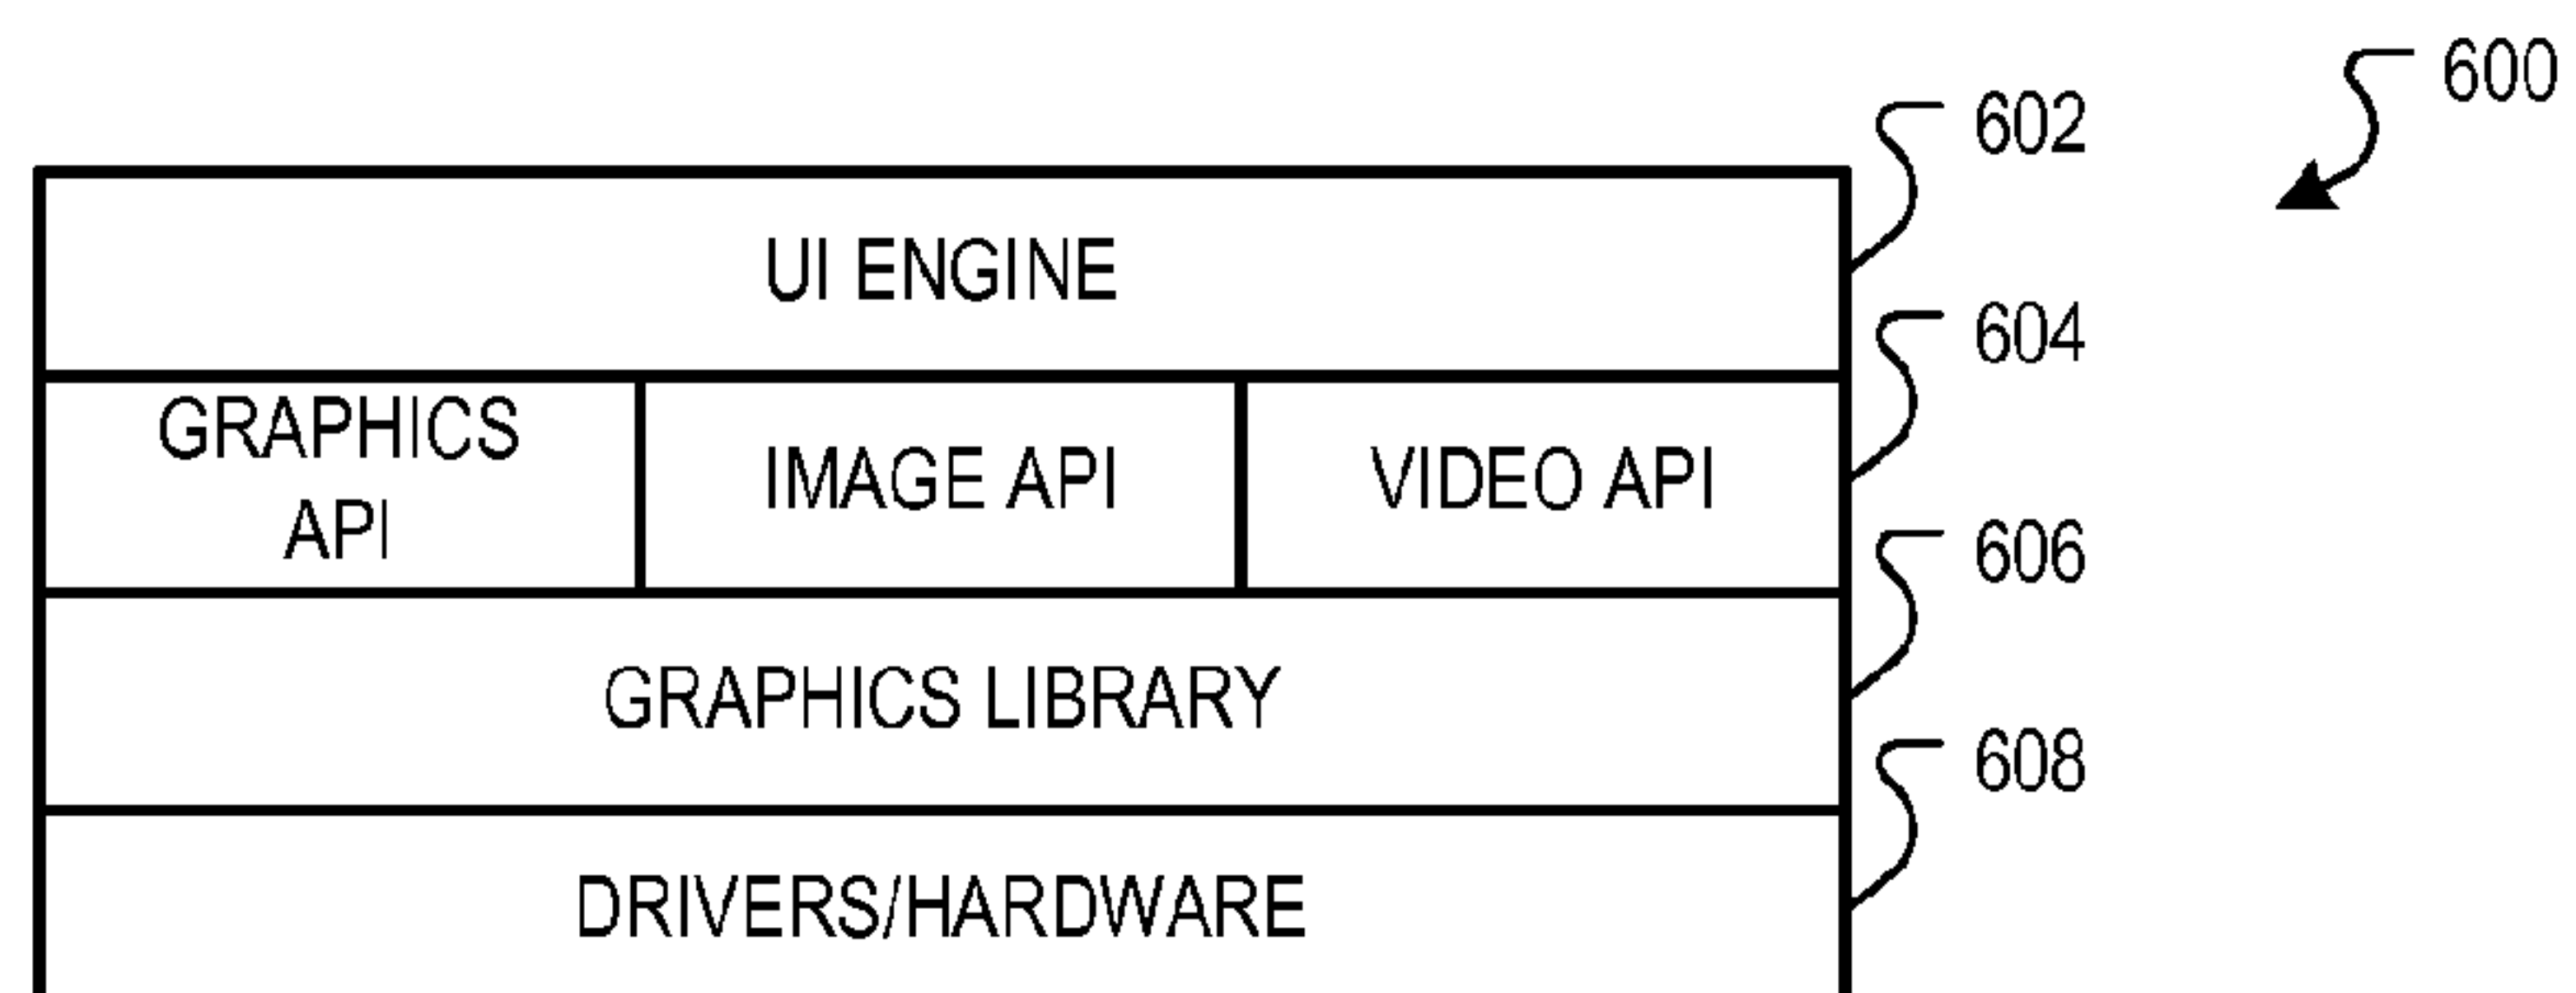 600
602
UI ENGINE
604
GRAPHICS
API
IMAGE API
VIDEO API
606
GRAPHICS LIBRARY
608
DRIVERS/HARDWARE